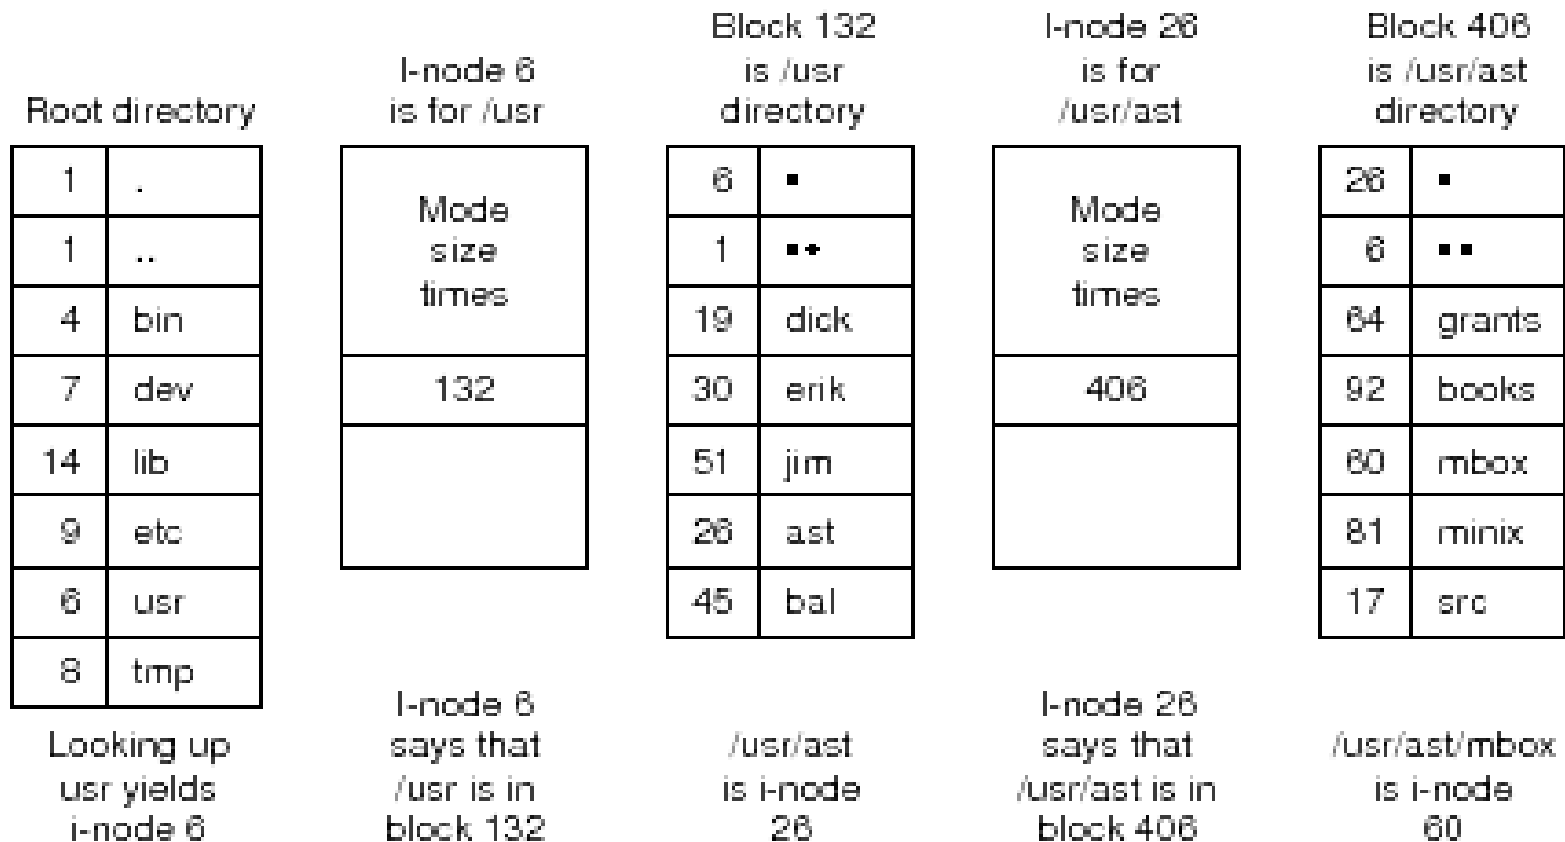 Root directory
1 .
1 ..
4 bin
7 dev
14 lib
9 etc
6 usr
8 tmp
Looking up
usr yields
i-node 6
I-node 6
is for /usr
Mode
size
times
132
I-node 6
says that
/usr is in
block 132
Block 132
is /usr
directory
6 .
1 ..
19 dick
30 erik
51 jim
26 ast
45 bal
/usr/ast
is i-node
26
I-node 26
is for
/usr/ast
Mode
size
times
406
I-node 26
says that
/usr/ast is in
block 406
Block 406
is /usr/ast
directory
26 .
6 ..
64 grants
92 books
60 mbox
81 minix
17 src
/usr/ast/mbox
is i-node
60